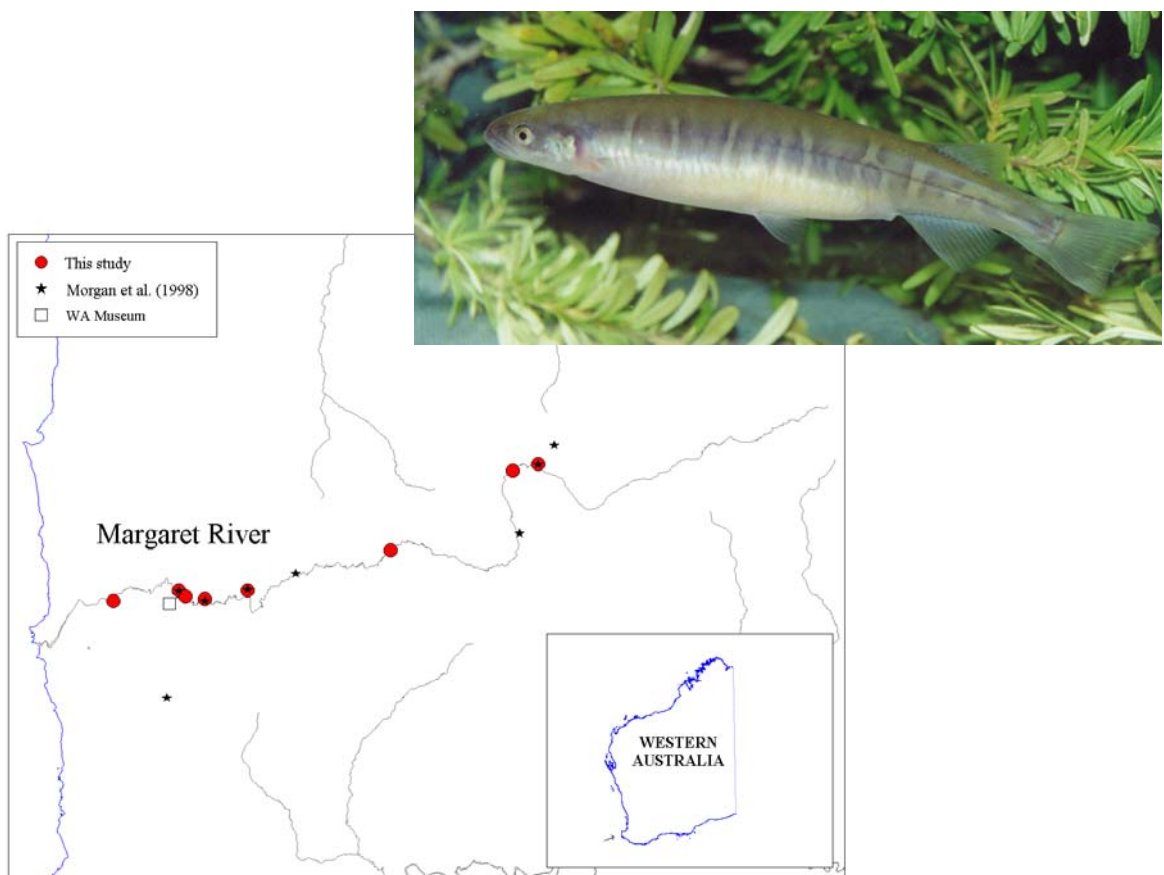 This study
Morgan et al. (1998)
WA Museum
Margaret River
WESTERN
AUSTRALIA